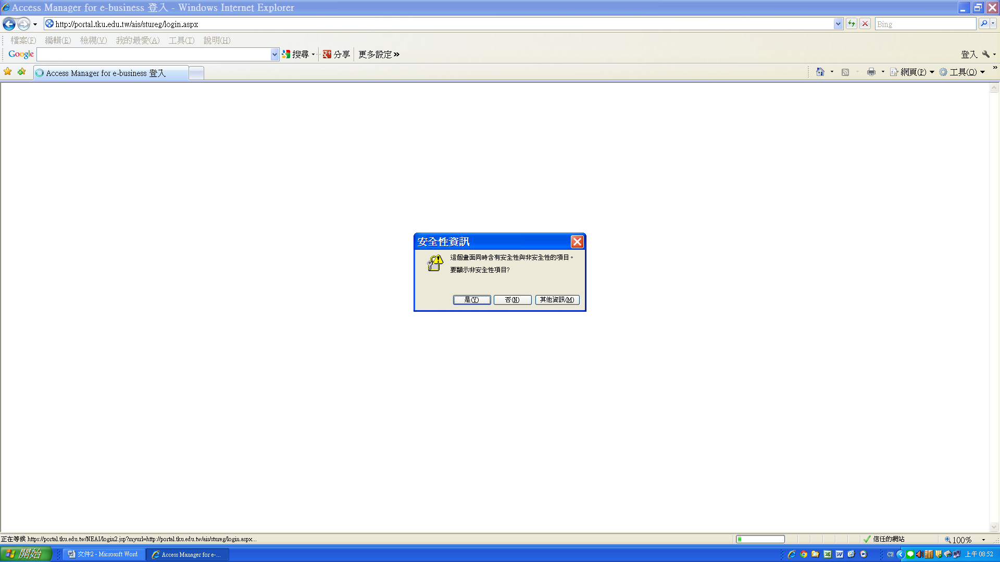 Access Manager for e-business 登入 - Windows Internet Explorer
http://portal.tku.edu.tw/ais/stureg/login.aspx
Bing
檔案(F) 編輯(E) 檢視(V) 我的最愛(A) 工具(T) 說明(H)
Google 搜尋 分享 更多設定 » 登入
Access Manager for e-business 登入 網頁(P) 工具(O) »
安全性資訊
這個畫面同時含有安全性與非安全性的項目。
要顯示非安全性項目?
是(Y) 否(N) 其他資訊(M)
正在等候 https://portal.tku.edu.tw/NEAI/login2.jsp?myurl=http://portal.tku.edu.tw/ais/stureg/login.aspx... 信任的網站 100%
開始 文件2 - Microsoft Word Access Manager for e-... CH 上午 08:52